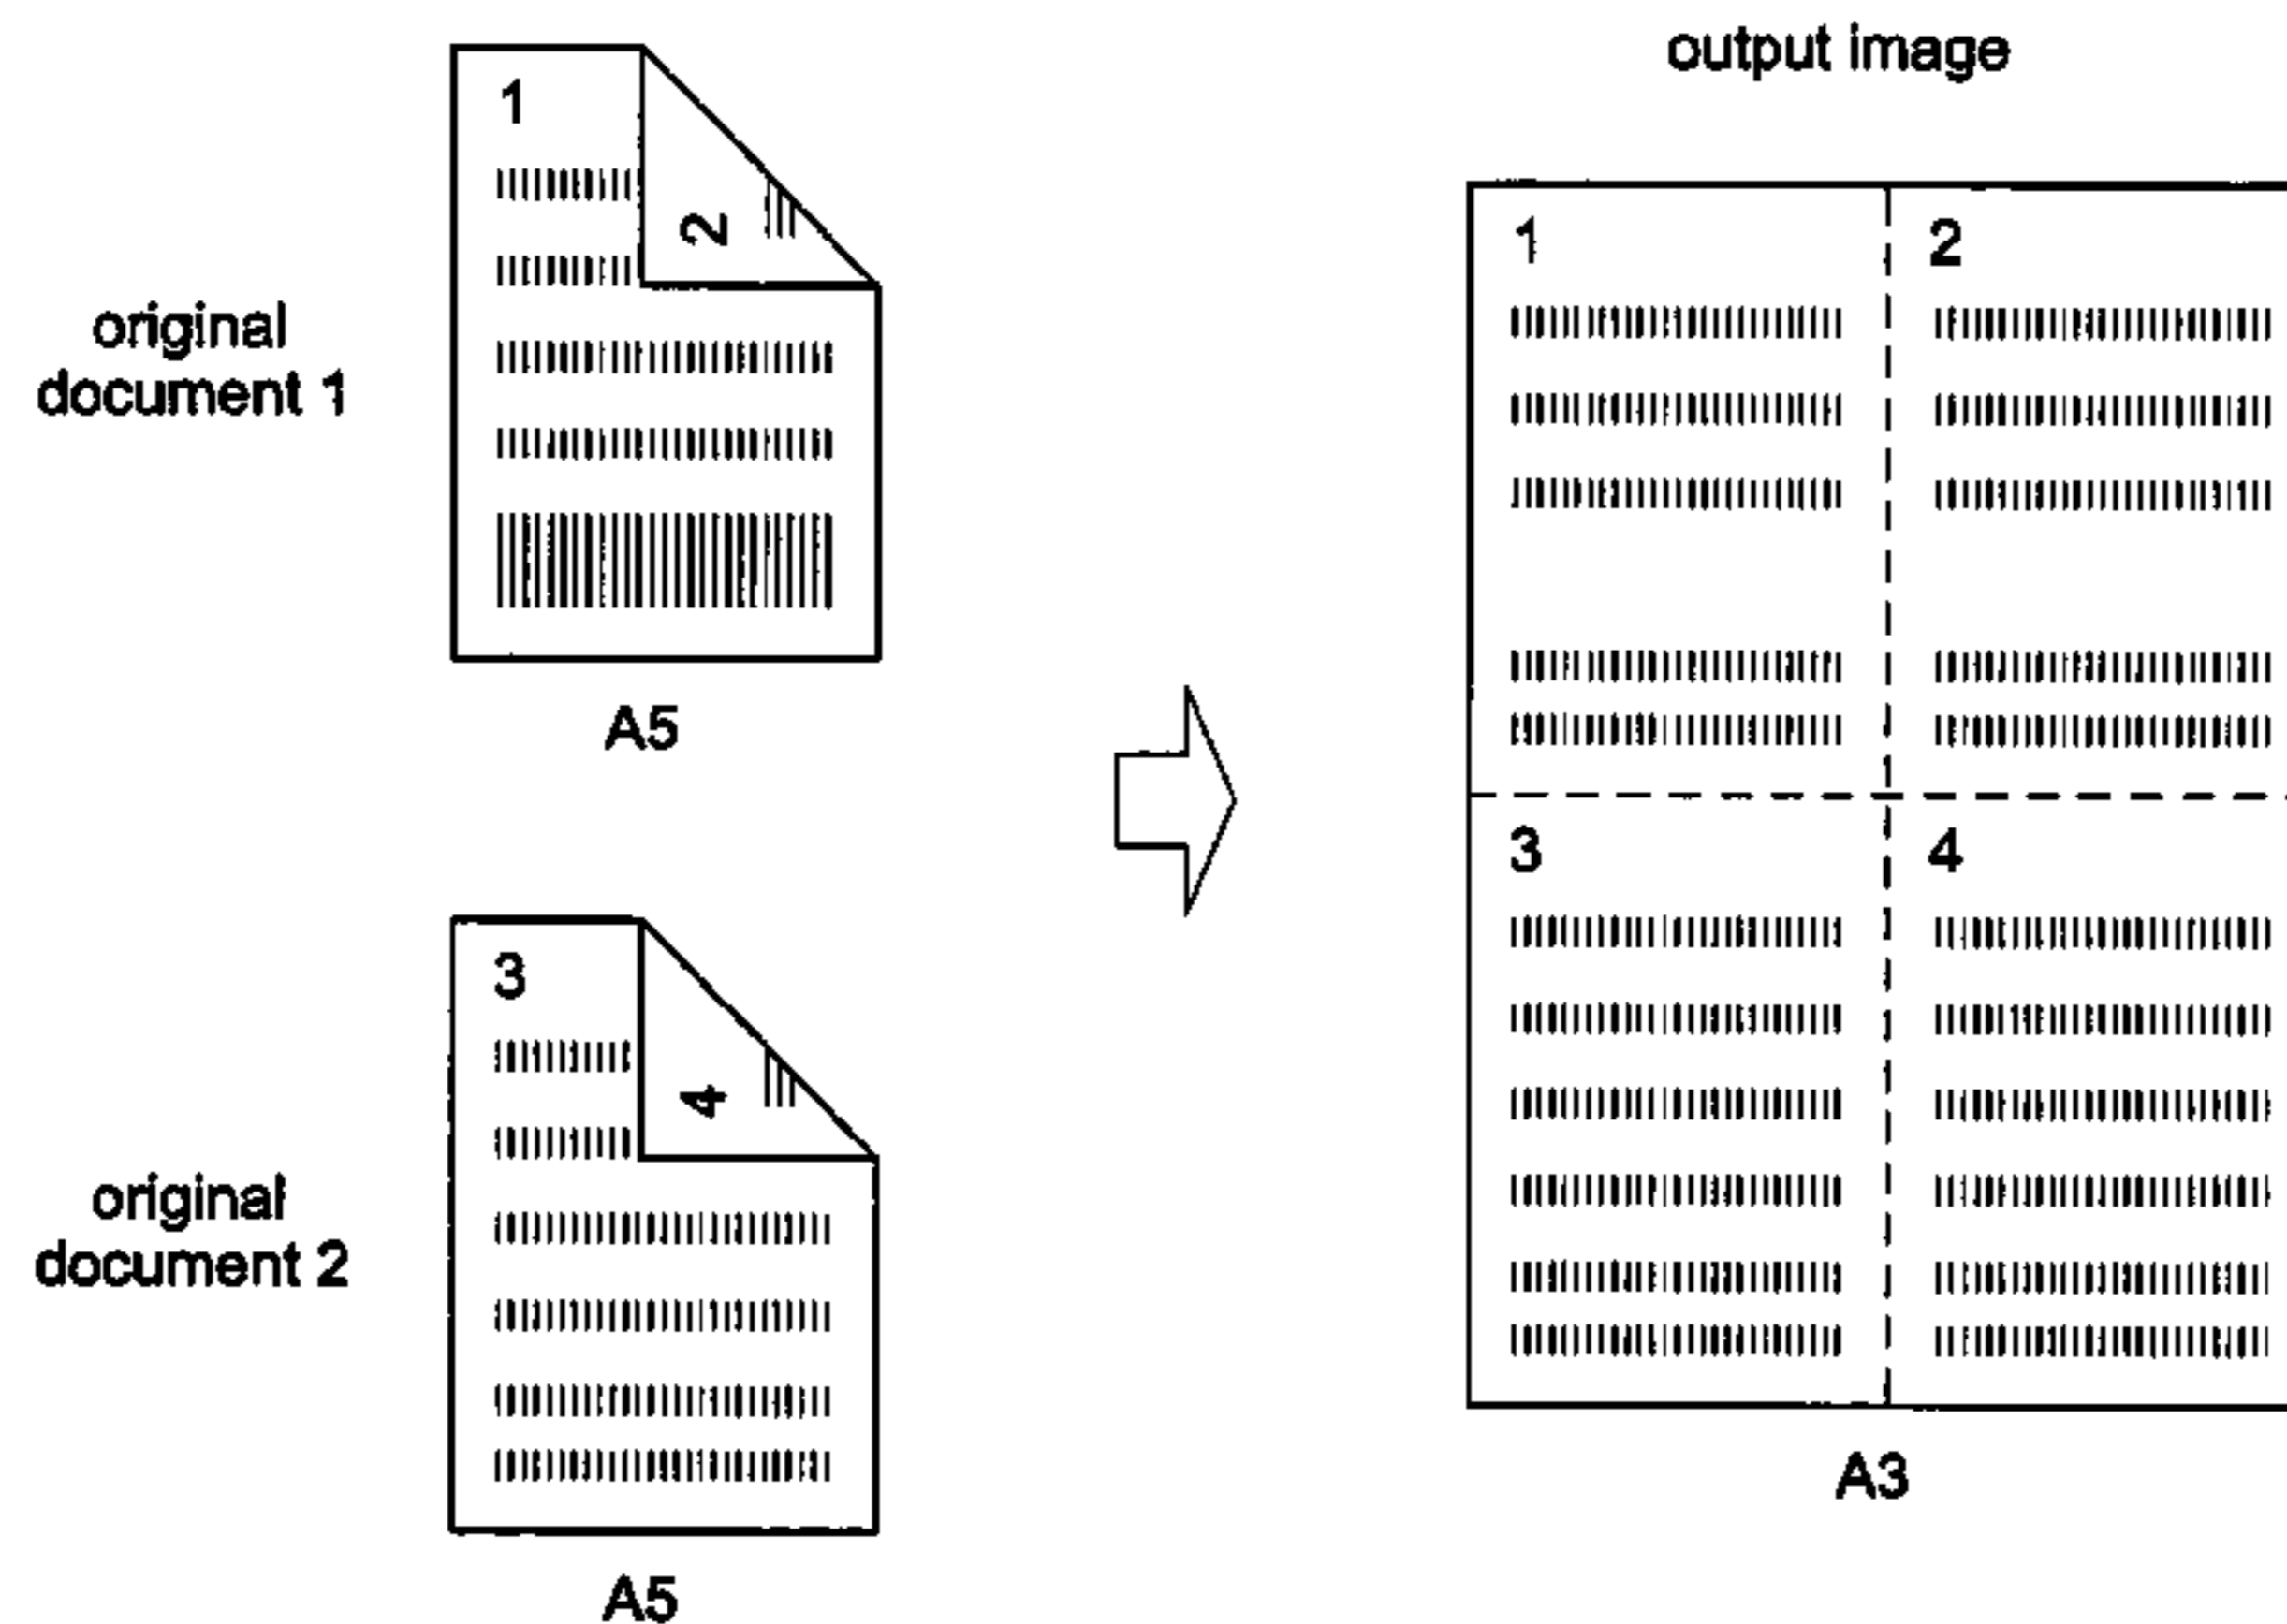 original
document 1
1
2
A5
original
document 2
3
4
A5
output image
1
2
3
4
A3